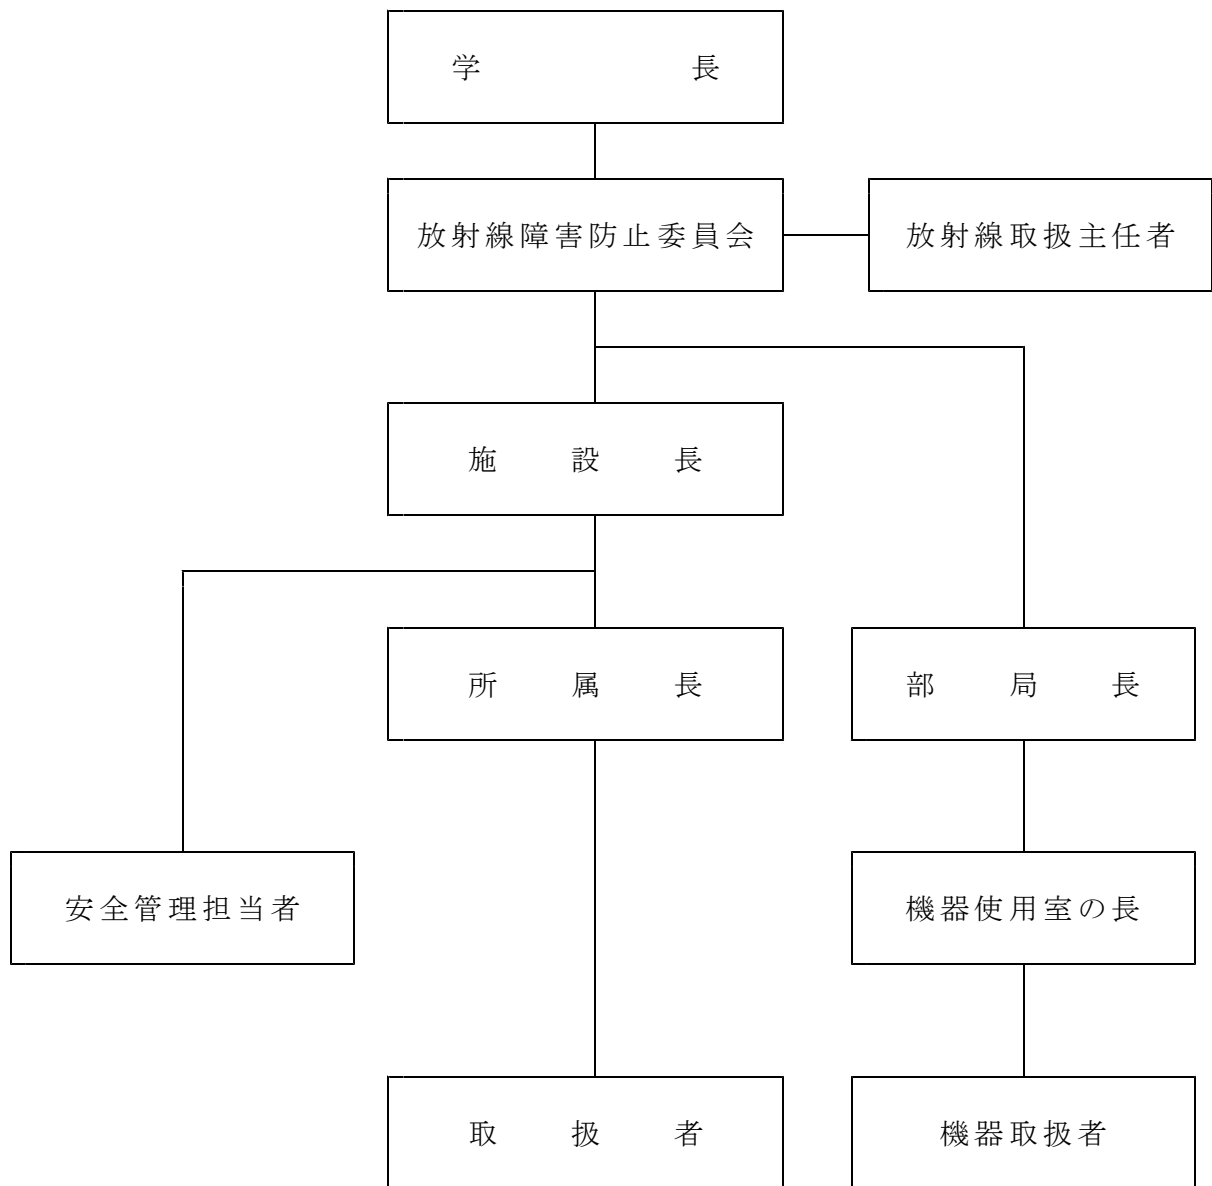 学長
放射線障害防止委員会
放射線取扱主任者
施設長
所属長
部局長
安全管理担当者
機器使用室の長
取扱者
機器取扱者